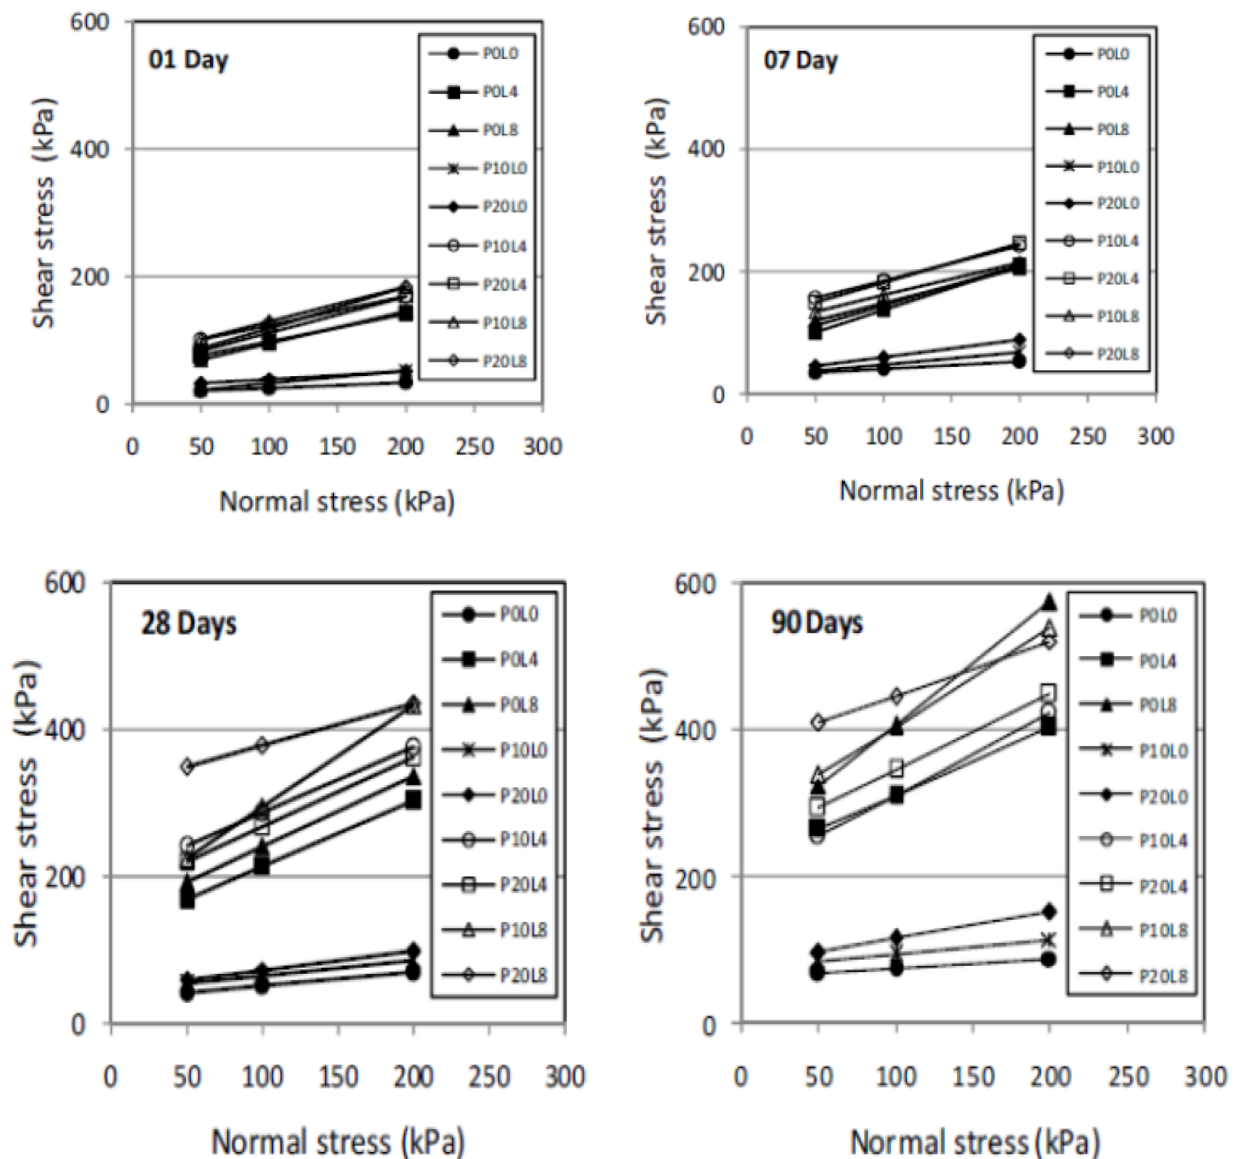 01 Day
Shear stress (kPa)
600
400
200
0
0 50 100 150 200 250 300
Normal stress (kPa)
P0L0
P0L4
P0L8
P10L0
P20L0
P10L4
P20L4
P10L8
P20L8
07 Day
Shear stress (kPa)
600
400
200
0
0 50 100 150 200 250 300
Normal stress (kPa)
P0L0
P0L4
P0L8
P10L0
P20L0
P10L4
P20L4
P10L8
P20L8
28 Days
Shear stress (kPa)
600
400
200
0
0 50 100 150 200 250 300
Normal stress (kPa)
P0L0
P0L4
P0L8
P10L0
P20L0
P10L4
P20L4
P10L8
P20L8
90 Days
Shear stress (kPa)
600
400
200
0
0 50 100 150 200 250 300
Normal stress (kPa)
P0L0
P0L4
P0L8
P10L0
P20L0
P10L4
P20L4
P10L8
P20L8